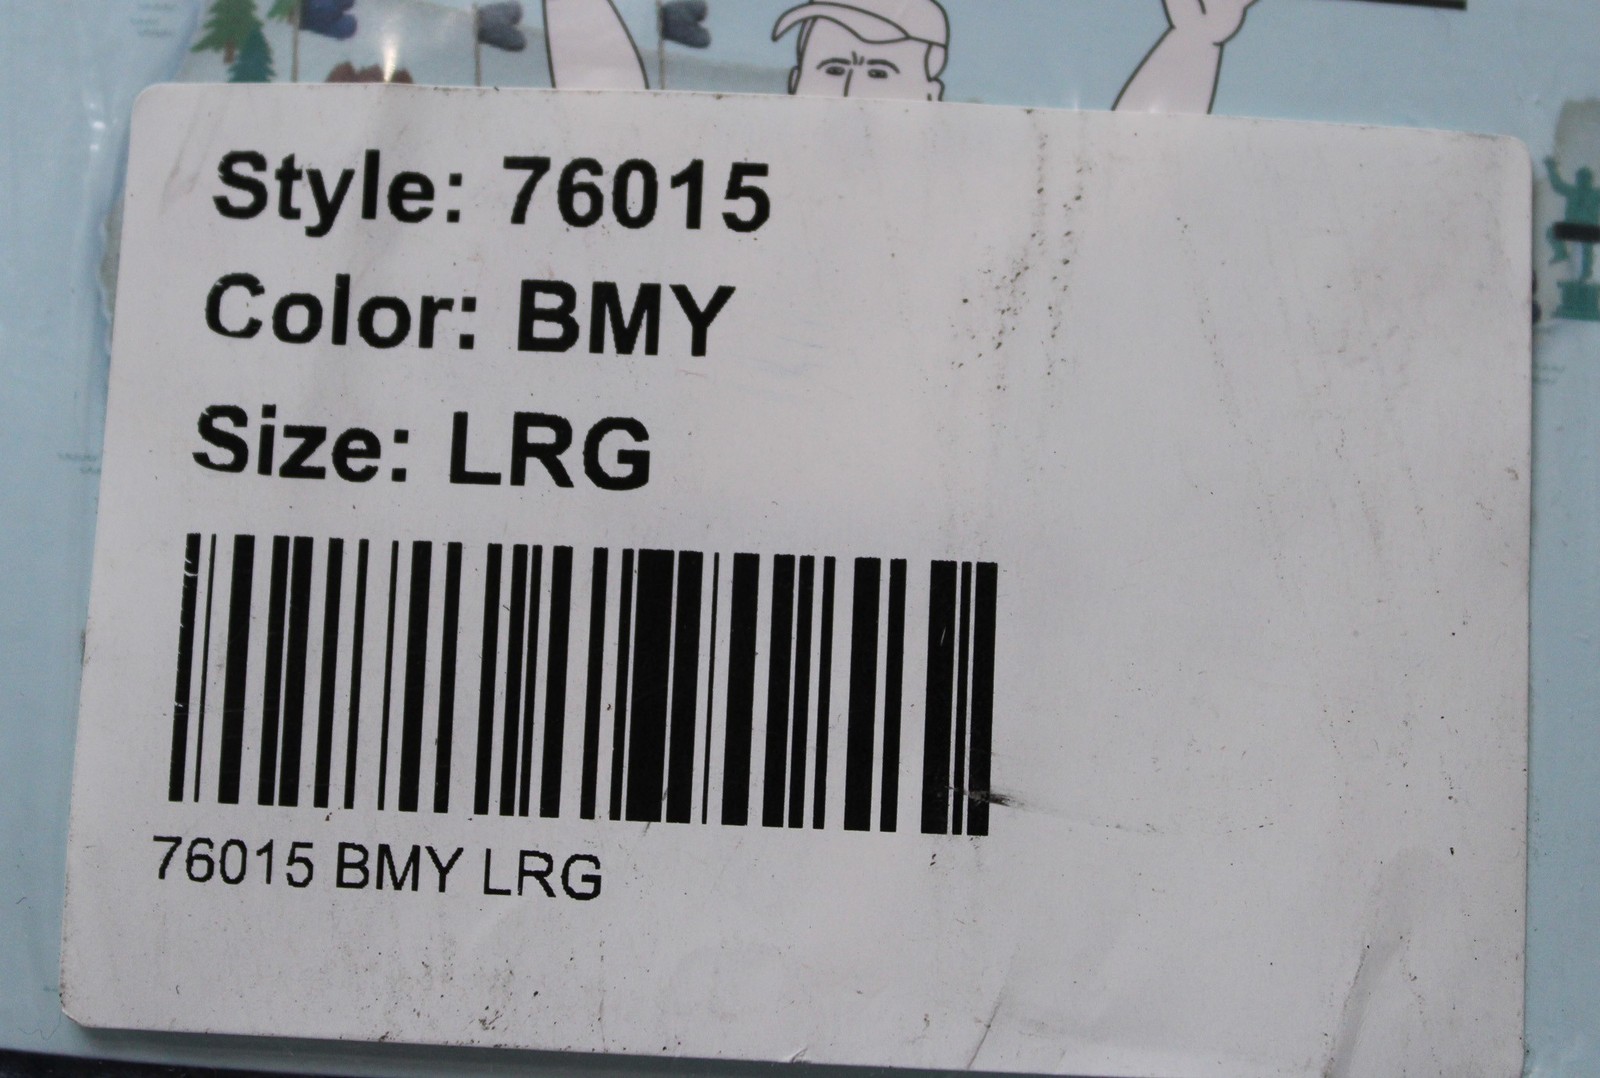 Style: 76015
Color: BMY
Size: LRG
76015 BMY LRG